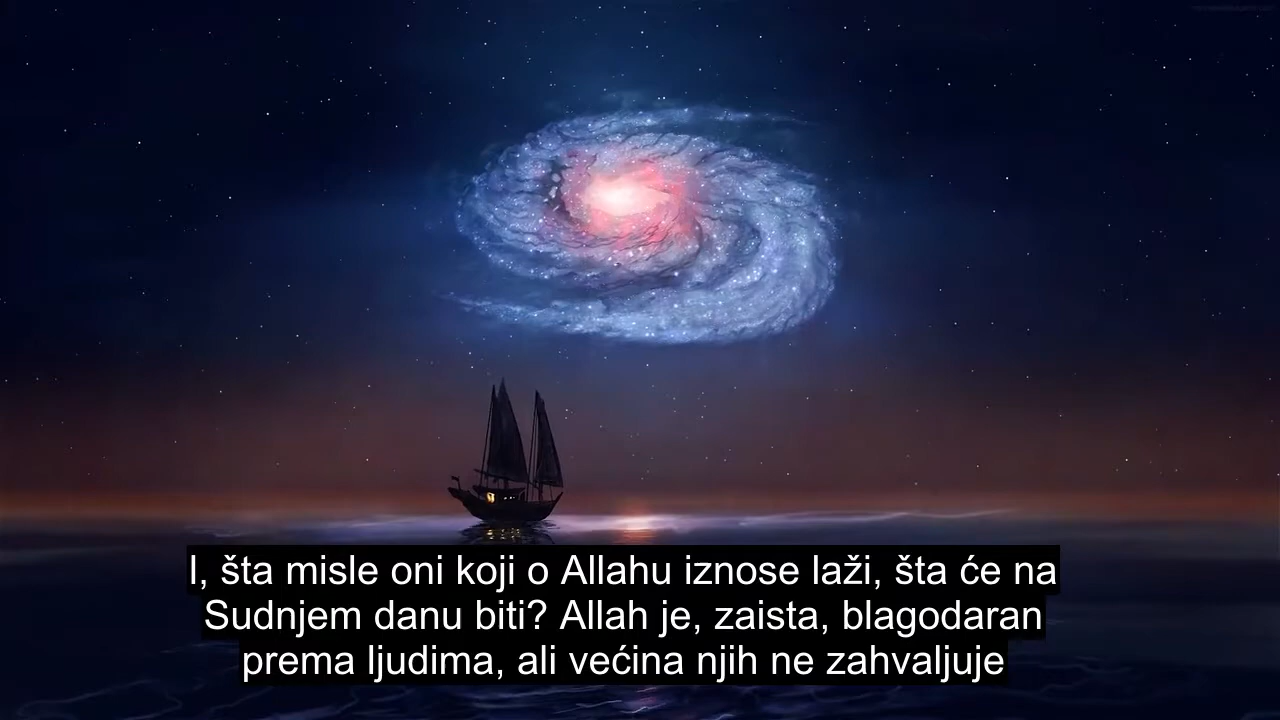 I, šta misle oni koji o Allahu iznose laži, šta će na
Sudnjem danu biti? Allah je, zaista, blagodaran
prema ljudima, ali većina njih ne zahvaljuje